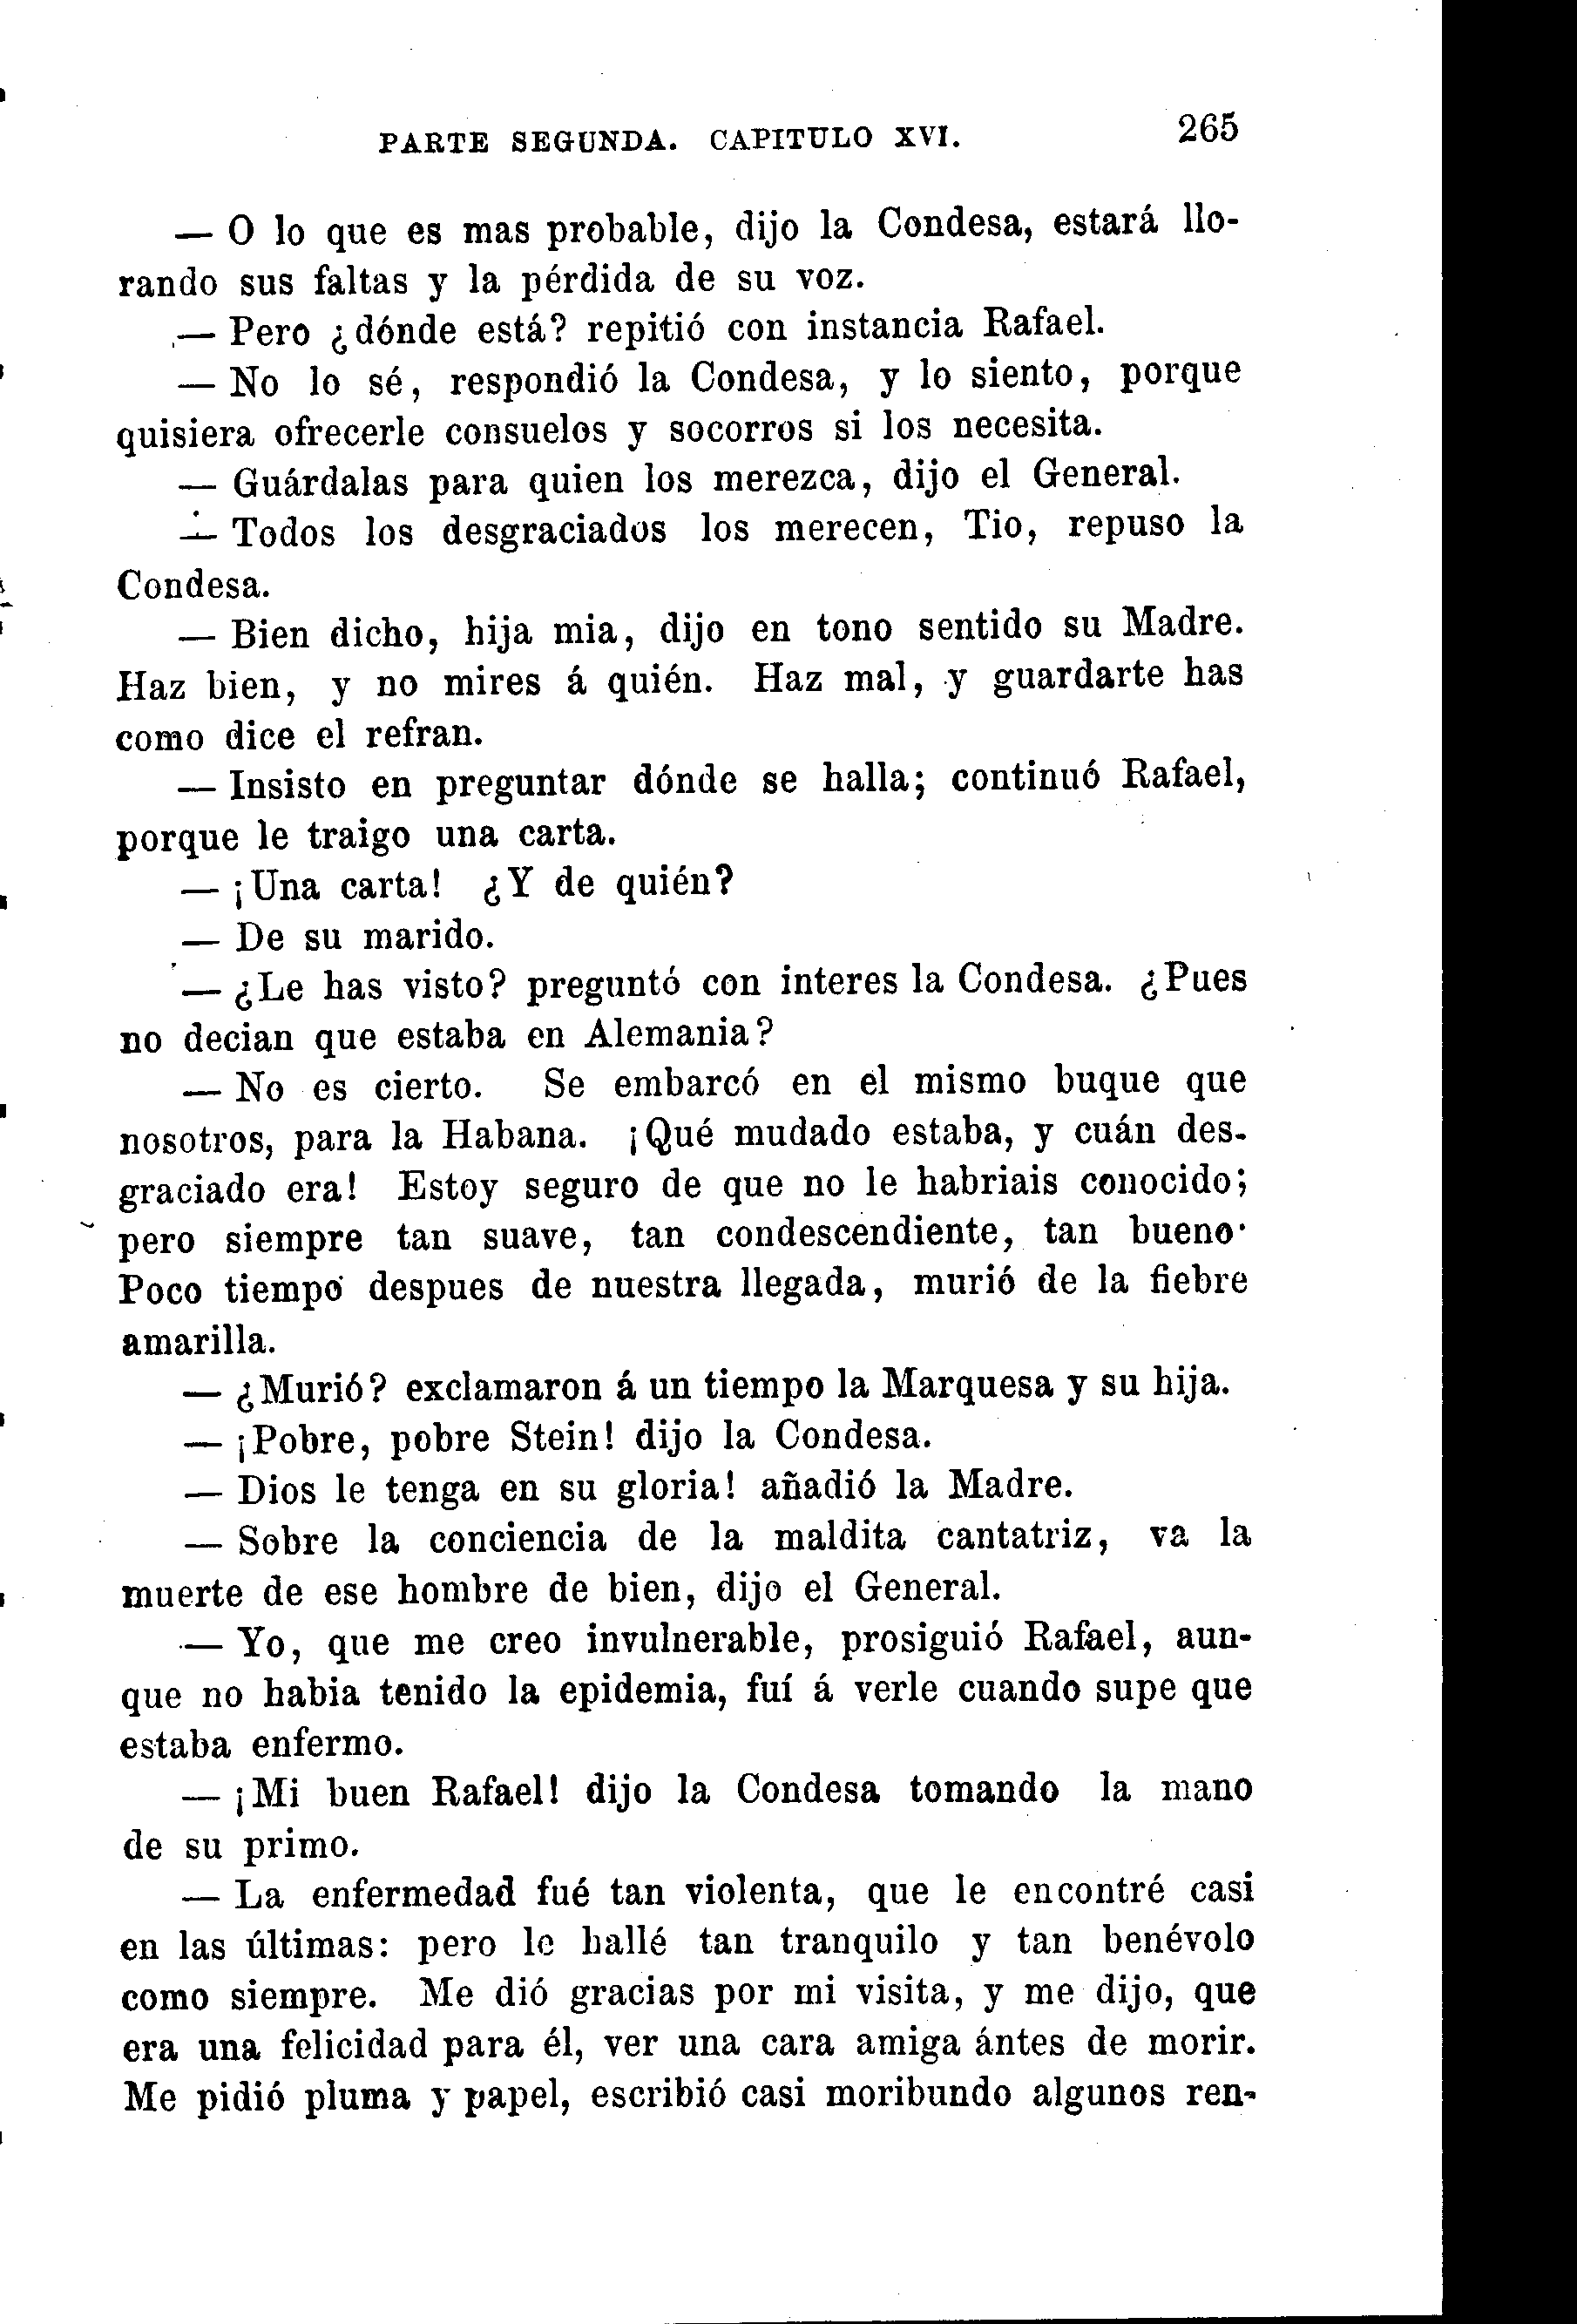 PARTE SEGUNDA. CAPITULO XVI. 265
— O lo que es mas probable, dijo la Condesa, estará llo-
rando sus faltas y la pérdida de su voz.
— Pero ¿dónde está? repitió con instancia Rafael.
— No lo sé, respondió la Condesa, y lo siento, porque
quisiera ofrecerle consuelos y socorros si los necesita.
— Guárdalas para quien los merezca, dijo el General.
— Todos los desgraciados los merecen, Tio, repuso la
Condesa.
— Bien dicho, hija mia, dijo en tono sentido su Madre.
Haz bien, y no mires á quién. Haz mal, y guardarte has
como dice el refran.
— Insisto en preguntar dónde se halla; continuó Rafael,
porque le traigo una carta.
— ¡Una carta! ¿Y de quién?
— De su marido.
— ¿Le has visto? preguntó con interes la Condesa. ¿Pues
no decian que estaba en Alemania?
— No es cierto. Se embarcó en el mismo buque que
nosotros, para la Habana. ¡Qué mudado estaba, y cuán des-
graciado era! Estoy seguro de que no le habriais conocido;
pero siempre tan suave, tan condescendiente, tan bueno·
Poco tiempo despues de nuestra llegada, murió de la fiebre
amarilla.
— ¿Murió? exclamaron á un tiempo la Marquesa y su hija.
— ¡Pobre, pobre Stein! dijo la Condesa.
— Dios le tenga en su gloria! añadió la Madre.
— Sobre la conciencia de la maldita cantatriz, va la
muerte de ese hombre de bien, dijo el General.
— Yo, que me creo invulnerable, prosiguió Rafael, aun-
que no habia tenido la epidemia, fuí á verle cuando supe que
estaba enfermo.
— ¡Mi buen Rafael! dijo la Condesa tomando la mano
de su primo.
— La enfermedad fué tan violenta, que le encontré casi
en las últimas: pero le hallé tan tranquilo y tan benévolo
como siempre. Me dió gracias por mi visita, y me dijo, que
era una felicidad para él, ver una cara amiga ántes de morir.
Me pidió pluma y papel, escribió casi moribundo algunos ren-